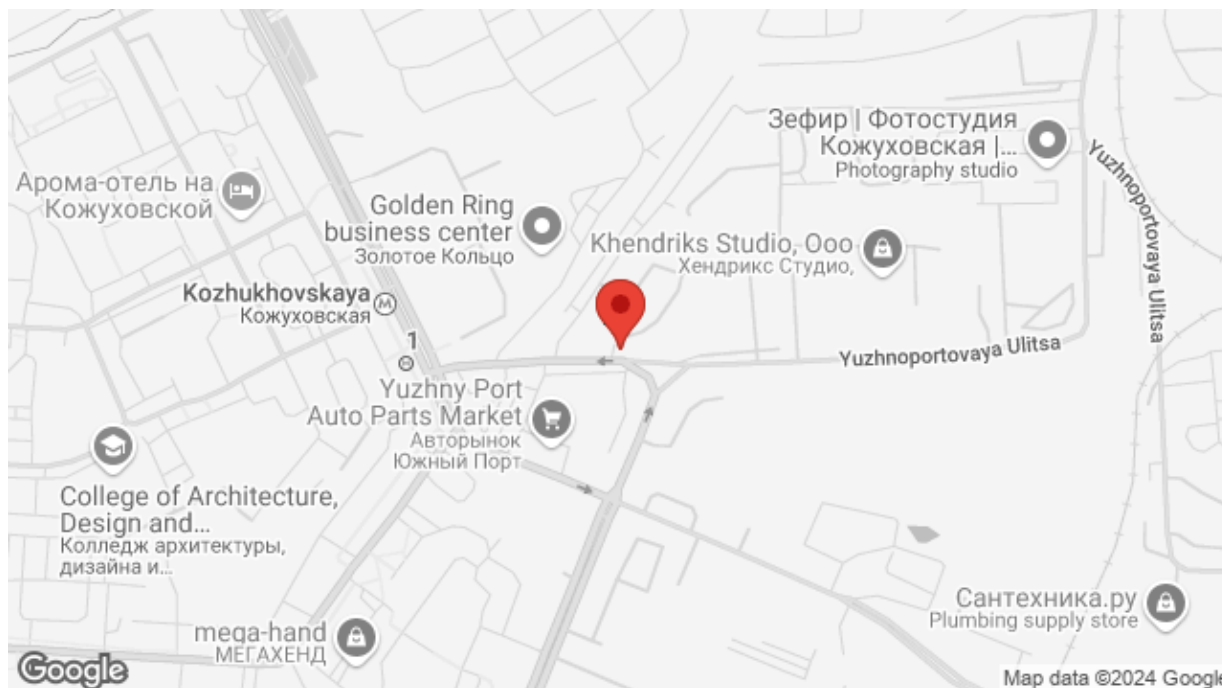 Зефир | Фотостудия
Кожуховская |...
Photography studio
Yuzhnoportovaya Ulitsa
Арома-отель на
Кожуховской
Golden Ring
business center
Золотое Кольцо
Khendriks Studio, Ooo
Хендрикс Студио,
Kozhukhovskaya
Кожуховская
M
1
Yuzhnoportovaya Ulitsa
Yuzhny Port
Auto Parts Market
Авторынок
Южный Порт
College of Architecture,
Design and...
Колледж архитектуры,
дизайна и...
Сантехника.ру
Plumbing supply store
mega-hand
МЕГАХЕНД
Google
Map data ©2024 Google